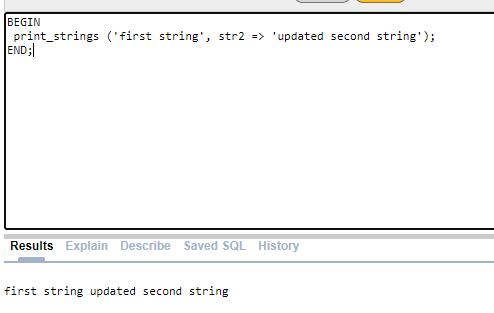 BEGIN
print_strings ('first string', str2 => 'updated second string');
END;
Results Explain Describe Saved SQL History
first string updated second string